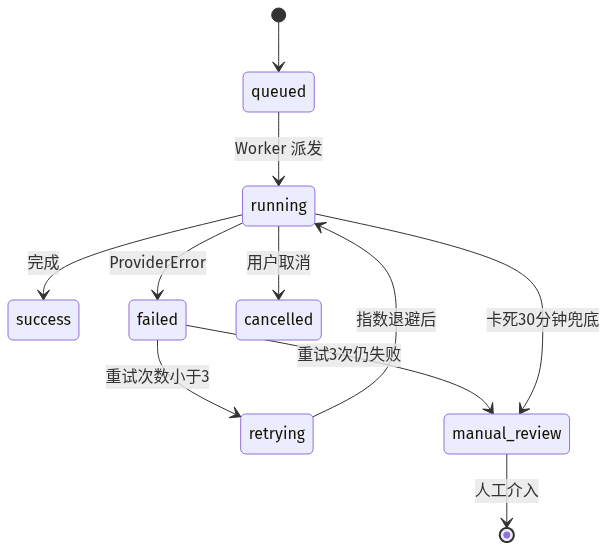 queued
Worker 派发
running
完成
ProviderError
用户取消
success
failed
cancelled
指数退避后
卡死30分钟兜底
重试3次仍失败
重试次数小于3
retrying
manual_review
人工介入